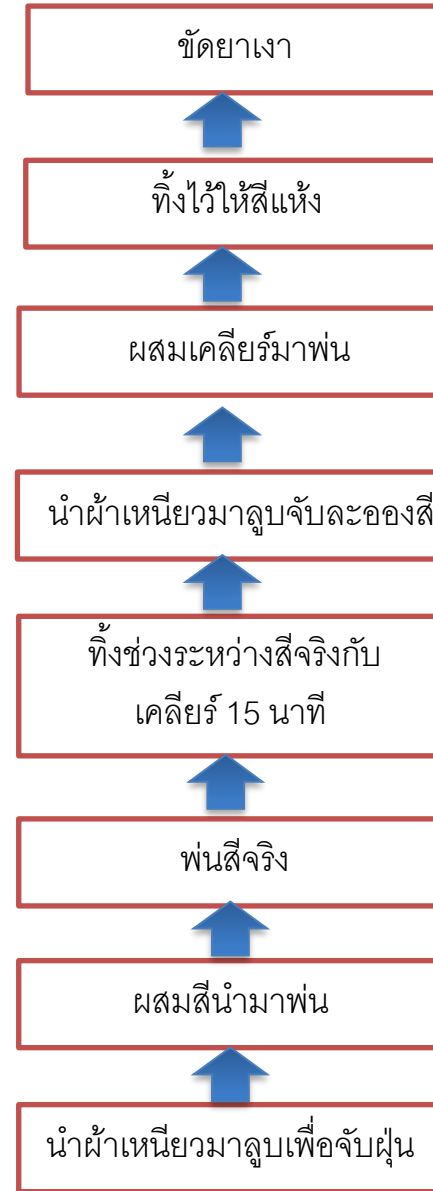 ขัดยาเงา
ทิ้งไว้ให้สีแห้ง
ผสมเคลียร์มาพ่น
นำผ้าเหนียวมาลูบจับละอองสี
ทิ้งช่วงระหว่างสีจริงกับ
เคลียร์ 15 นาที
พ่นสีจริง
ผสมสีนำมาพ่น
นำผ้าเหนียวมาลูบเพื่อจับฝุ่น